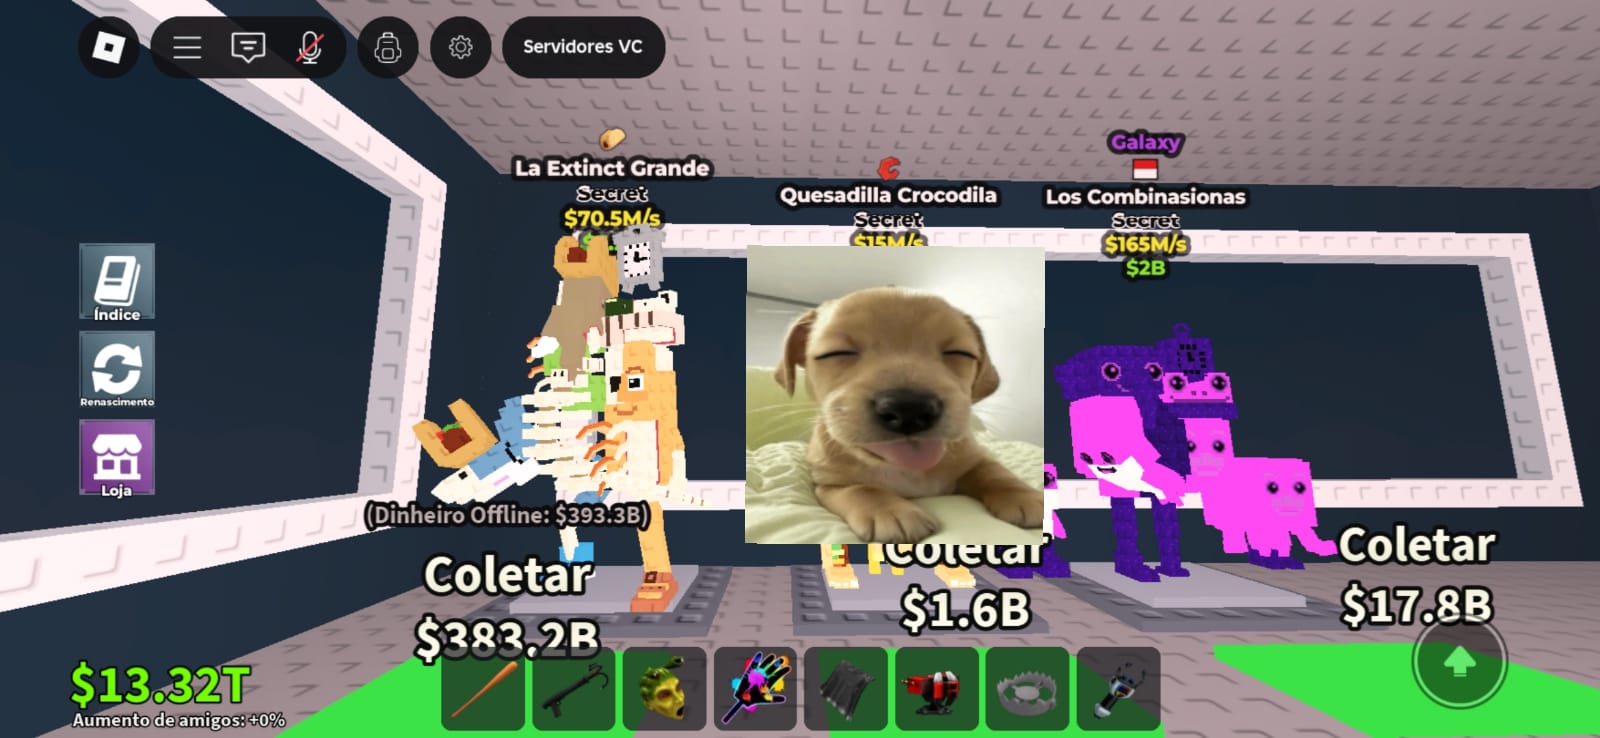 Servidores VC
La Extinct Grande
Secret
$70.5M/s
Quesadilla Crocodila
Secret
$15M/s
Galaxy
Los Combinasionas
Secret
$165M/s
$2B
Índice
Renascimento
Loja
(Dinheiro Offline: $393.3B)
Coletar
$383.2B
Coletar
$1.6B
Coletar
$17.8B
$13.32T
Aumento de amigos: +0%